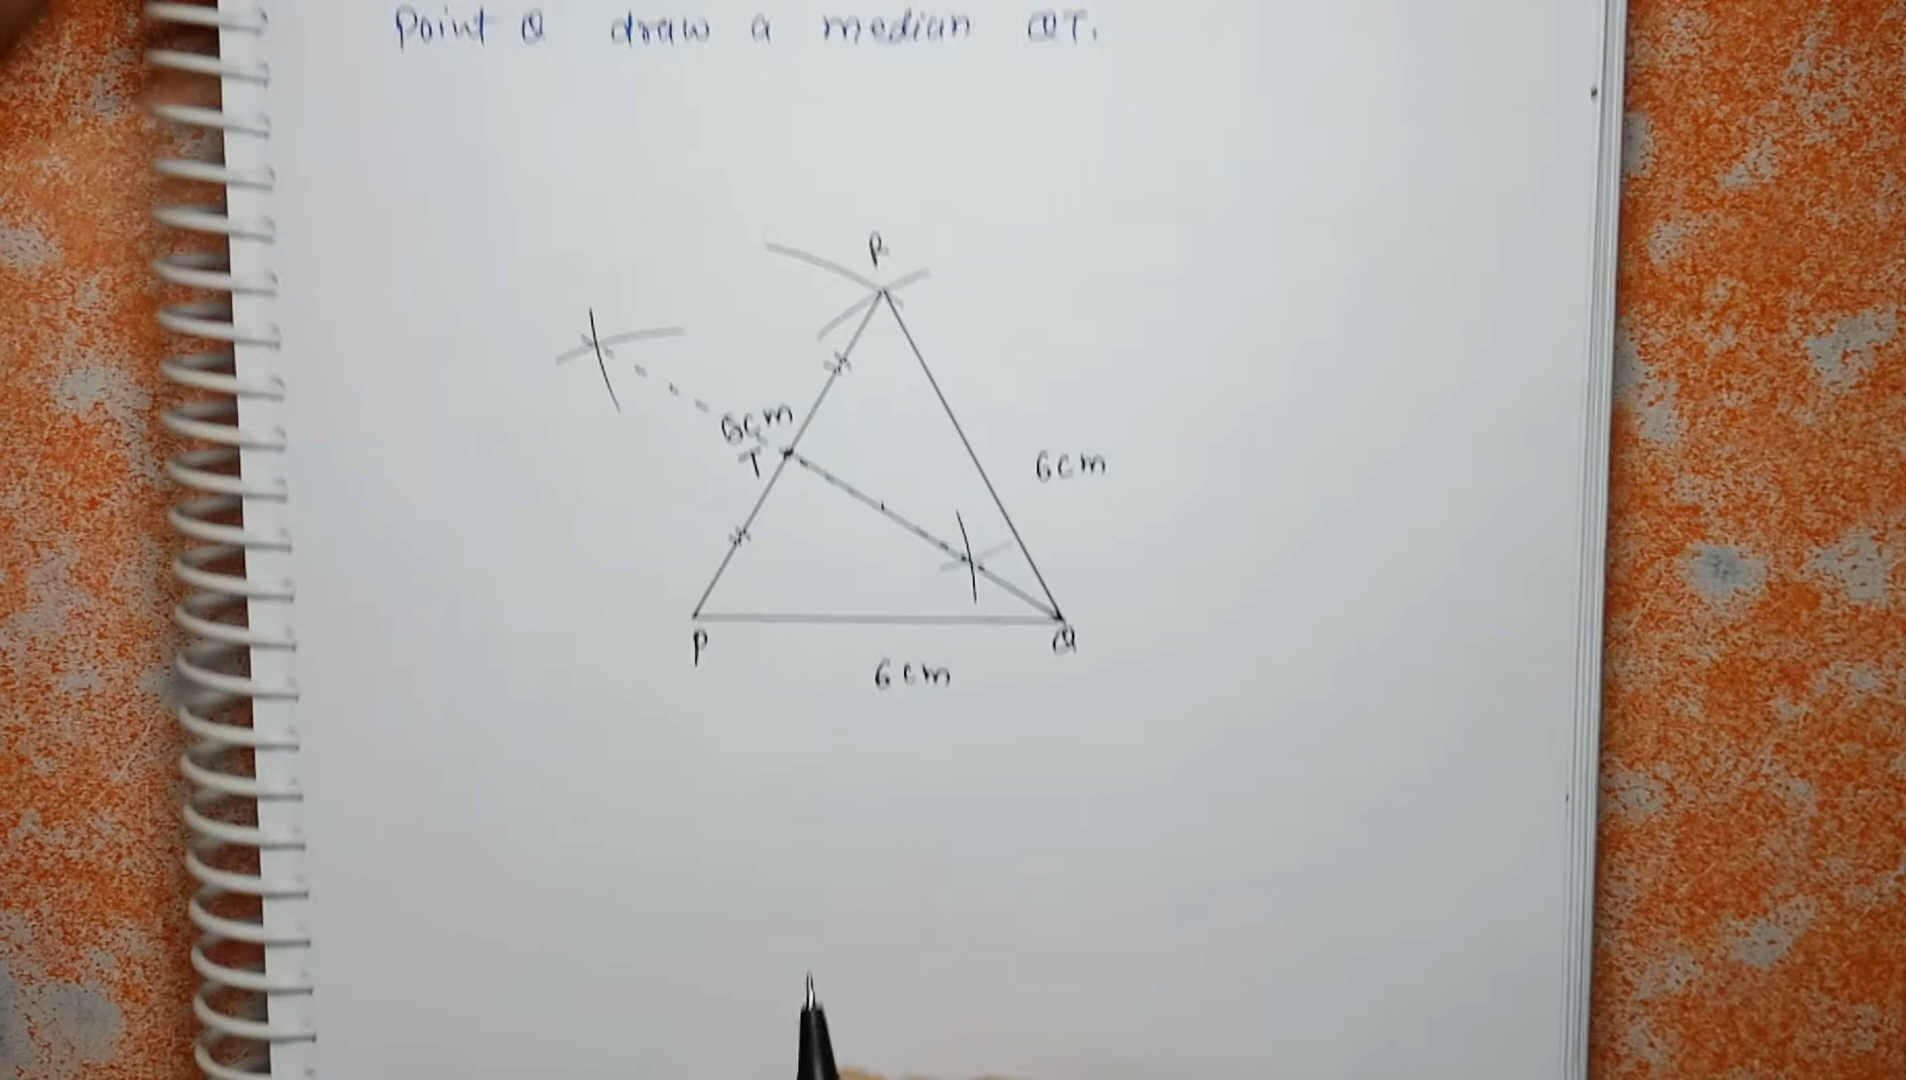 Point Q draw a median QT.
R
6cm
T
6cm
P
Q
6cm